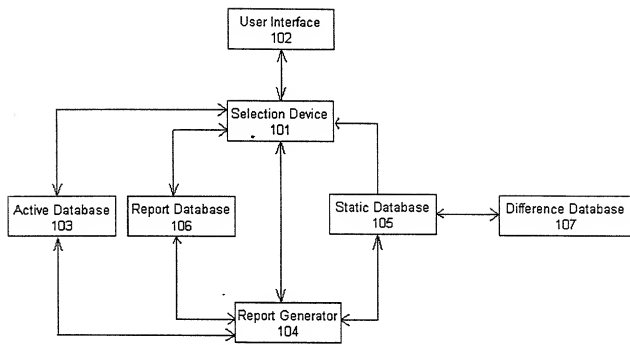 User Interface
102
Selection Device
101
Active Database
103
Report Database
106
Static Database
105
Difference Database
107
Report Generator
104